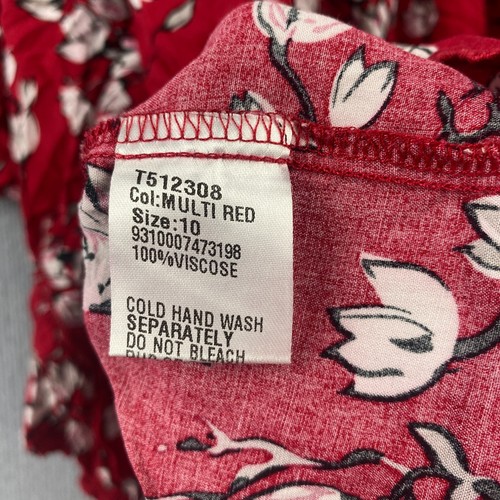 T512308
Col:MULTI RED
Size:10
9310007473198
100%VISCOSE
COLD HAND WASH
SEPARATELY
DO NOT BLEACH